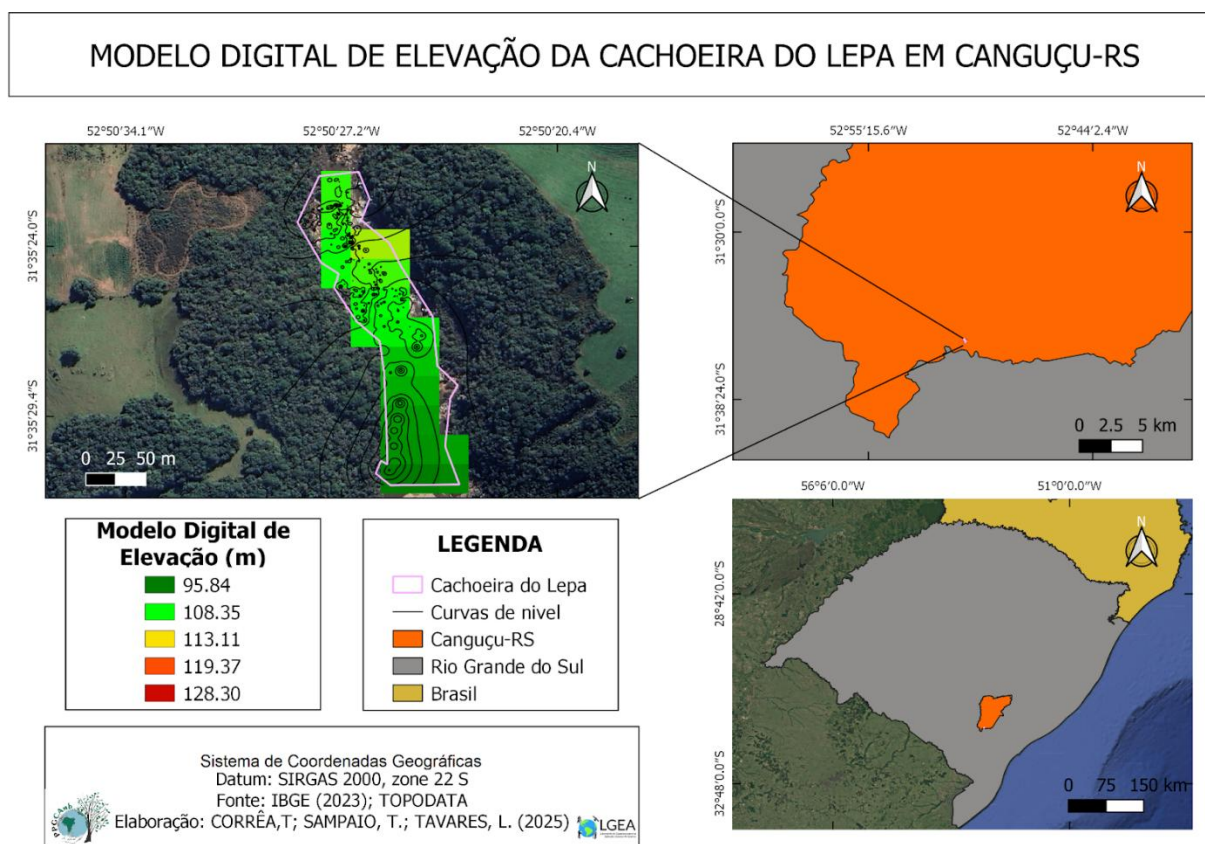 MODELO DIGITAL DE ELEVAÇÃO DA CACHOEIRA DO LEPA EM CANGUÇU-RS
52°50'34.1"W 52°50'27.2"W 52°50'20.4"W
31°35'24.0"S
31°35'29.4"S
N
0 25 50 m
52°55'15.6"W 52°44'2.4"W
31°30'0.0"S
31°38'24.0"S
N
0 2.5 5 km
56°6'0.0"W 51°0'0.0"W
28°42'0.0"S
32°48'0.0"S
N
0 75 150 km
Modelo Digital de
Elevação (m)
95.84
108.35
113.11
119.37
128.30
LEGENDA
Cachoeira do Lepa
Curvas de nivel
Canguçu-RS
Rio Grande do Sul
Brasil
Sistema de Coordenadas Geográficas
Datum: SIRGAS 2000, zone 22 S
Fonte: IBGE (2023); TOPODATA
Elaboração: CORRÊA,T; SAMPAIO, T.; TAVARES, L. (2025)
LGEA